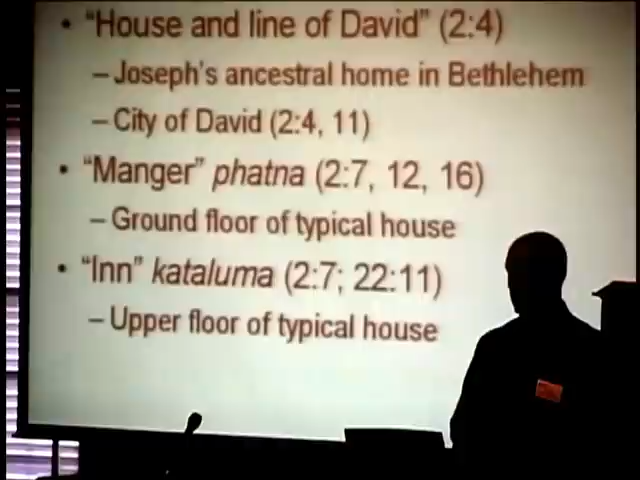 • “House and line of David” (2:4)
– Joseph's ancestral home in Bethlehem
– City of David (2:4, 11)
• “Manger” phatna (2:7, 12, 16)
– Ground floor of typical house
• “Inn” kataluma (2:7; 22:11)
– Upper floor of typical house